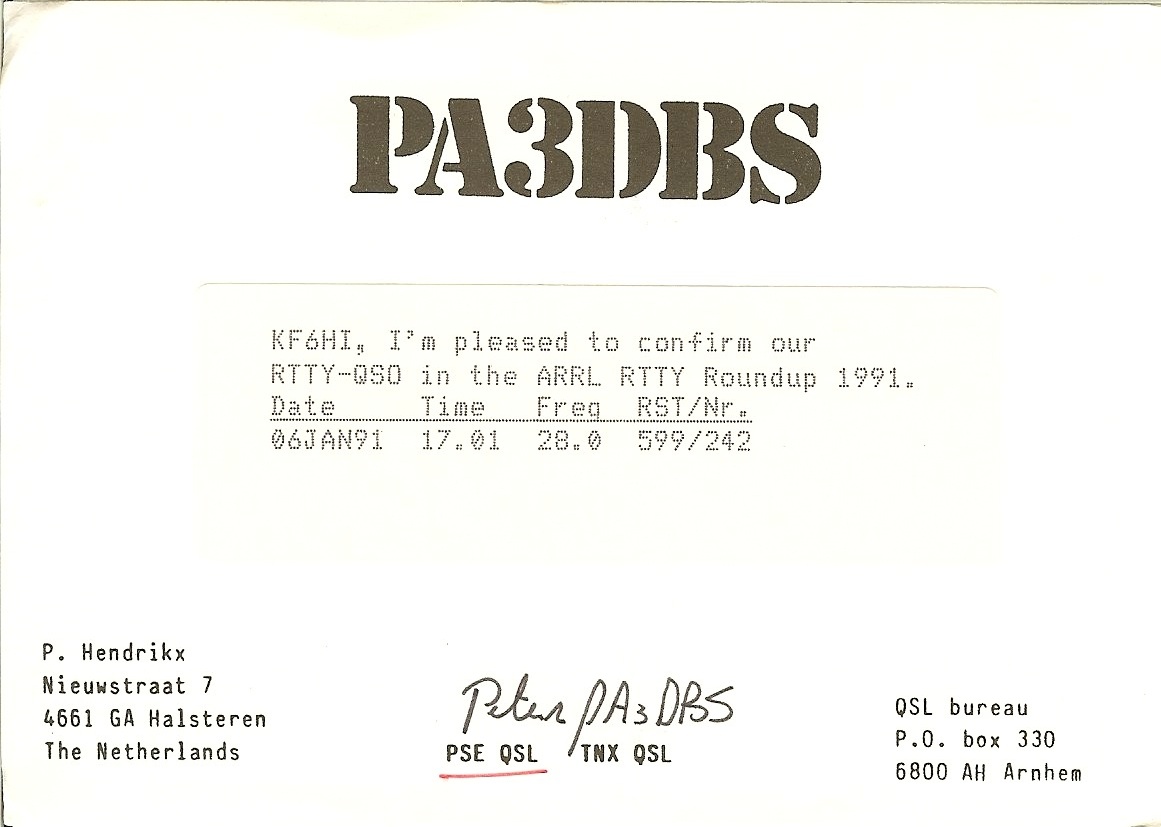 PA3DBS
KF6HI, I'm pleased to confirm our
RTTY-QSO in the ARRL RTTY Roundup 1991.
Date Time Freq RST/Nr.
06JAN91 17.01 28.0 599/242
P. Hendrikx
Nieuwstraat 7
4661 GA Halsteren
The Netherlands
Peter PA3DBS
PSE QSL TNX QSL
QSL bureau
P.O. box 330
6800 AH Arnhem